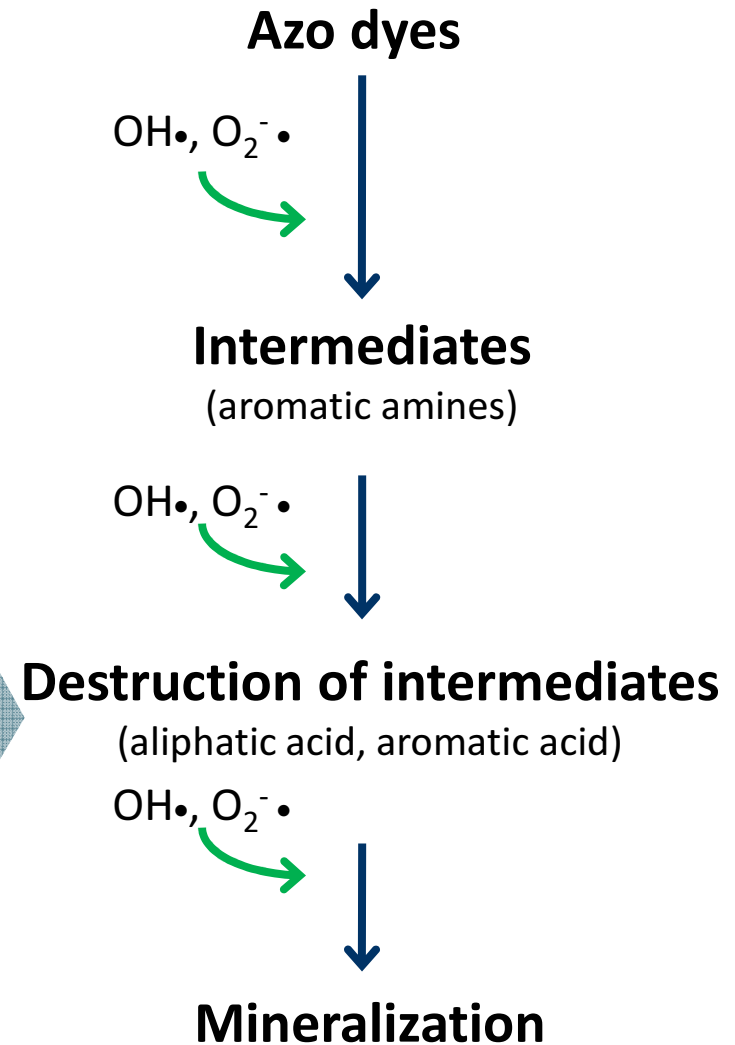 Azo dyes
OH•, O₂⁻ •
Intermediates
(aromatic amines)
OH•, O₂⁻ •
Destruction of intermediates
(aliphatic acid, aromatic acid)
OH•, O₂⁻ •
Mineralization